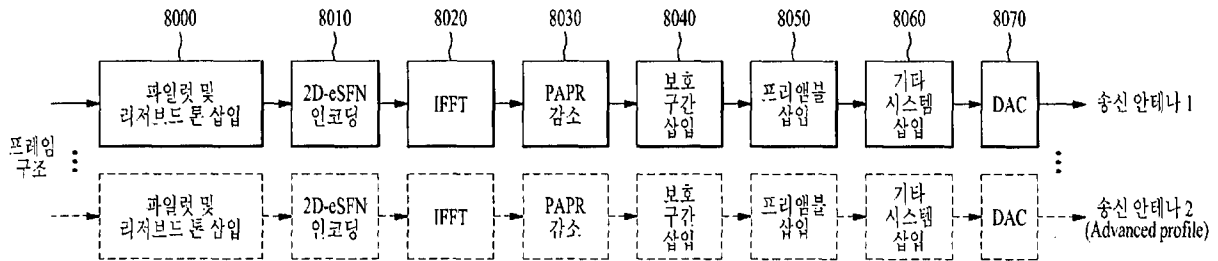 8000
8010
8020
8030
8040
8050
8060
8070
파일럿 및
리저브드 톤 삽입
2D-eSFN
인코딩
IFFT
PAPR
감소
보호
구간
삽입
프리앰블
삽입
기타
시스템
삽입
DAC
송신 안테나 1
프레임
구조
파일럿 및
리저브드 톤 삽입
2D-eSFN
인코딩
IFFT
PAPR
감소
보호
구간
삽입
프리앰블
삽입
기타
시스템
삽입
DAC
송신 안테나 2
(Advanced profile)